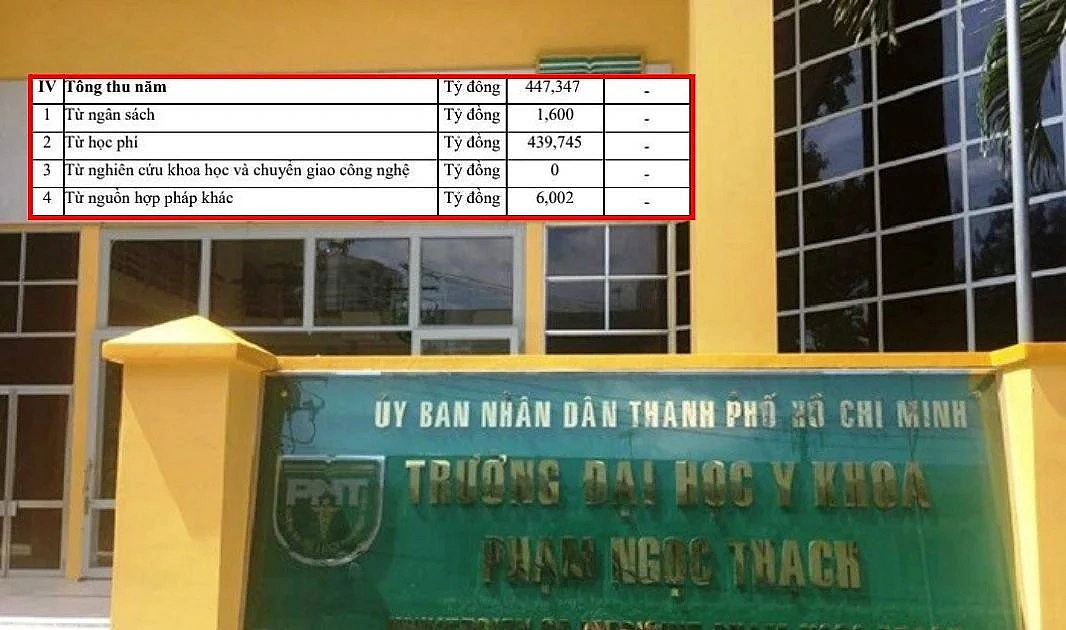 IV Tổng thu năm Tỷ đồng 447,347 -
1 Từ ngân sách Tỷ đồng 1,600 -
2 Từ học phí Tỷ đồng 439,745 -
3 Từ nghiên cứu khoa học và chuyển giao công nghệ Tỷ đồng 0 -
4 Từ nguồn hợp pháp khác Tỷ đồng 6,002 -
ỦY BAN NHÂN DÂN THÀNH PHỐ HỒ CHÍ MINH
TRƯỜNG ĐẠI HỌC Y KHOA
PNT
PHẠM NGỌC THẠCH